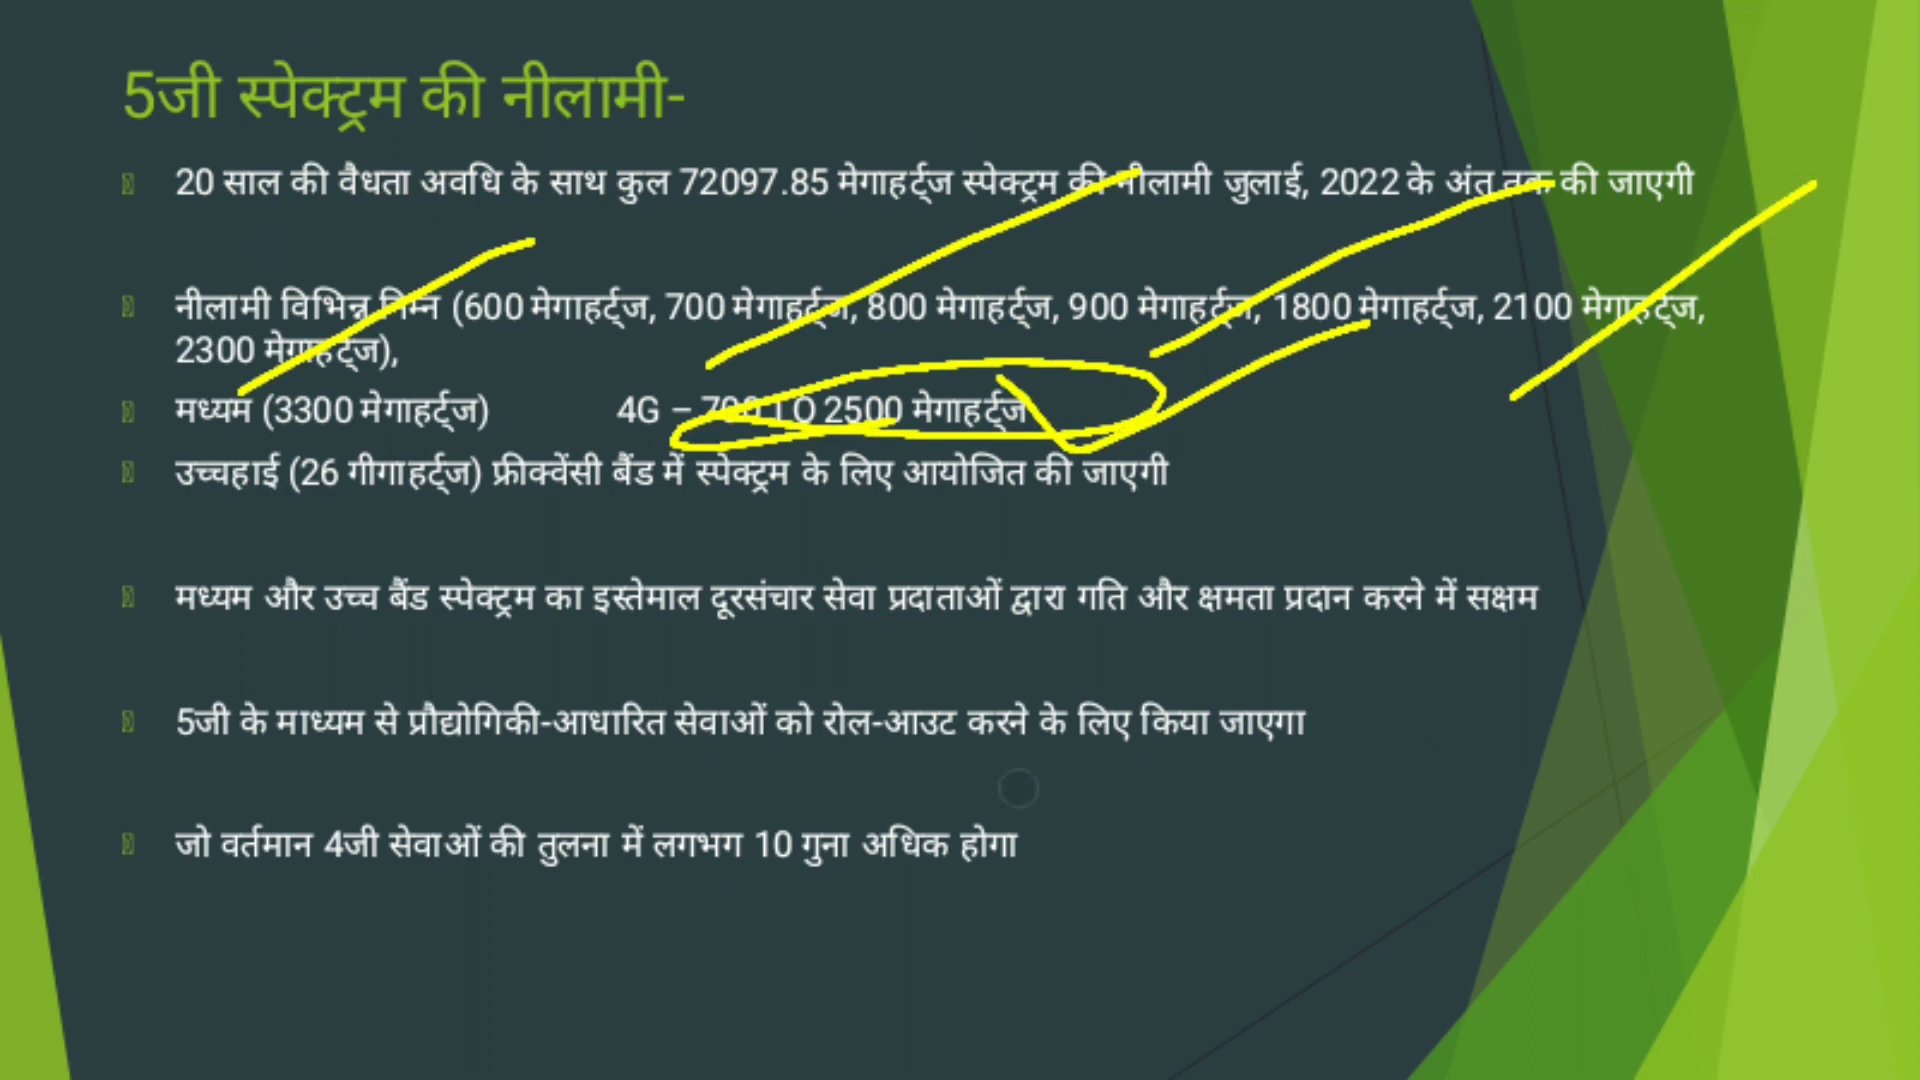 5जी स्पेक्ट्रम की नीलामी-
20 साल की वैधता अवधि के साथ कुल 72097.85 मेगाहर्ट्ज स्पेक्ट्रम की नीलामी जुलाई, 2022 के अंत तक की जाएगी
नीलामी विभिन्न निम्न (600 मेगाहर्ट्ज, 700 मेगाहर्ट्ज, 800 मेगाहर्ट्ज, 900 मेगाहर्ट्ज, 1800 मेगाहर्ट्ज, 2100 मेगाहर्ट्ज,
2300 मेगाहर्ट्ज),
मध्यम (3300 मेगाहर्ट्ज) 4G – 700 TO 2500 मेगाहर्ट्ज
उच्चहाई (26 गीगाहर्ट्ज) फ्रीक्वेंसी बैंड में स्पेक्ट्रम के लिए आयोजित की जाएगी
मध्यम और उच्च बैंड स्पेक्ट्रम का इस्तेमाल दूरसंचार सेवा प्रदाताओं द्वारा गति और क्षमता प्रदान करने में सक्षम
5जी के माध्यम से प्रौद्योगिकी-आधारित सेवाओं को रोल-आउट करने के लिए किया जाएगा
जो वर्तमान 4जी सेवाओं की तुलना में लगभग 10 गुना अधिक होगा